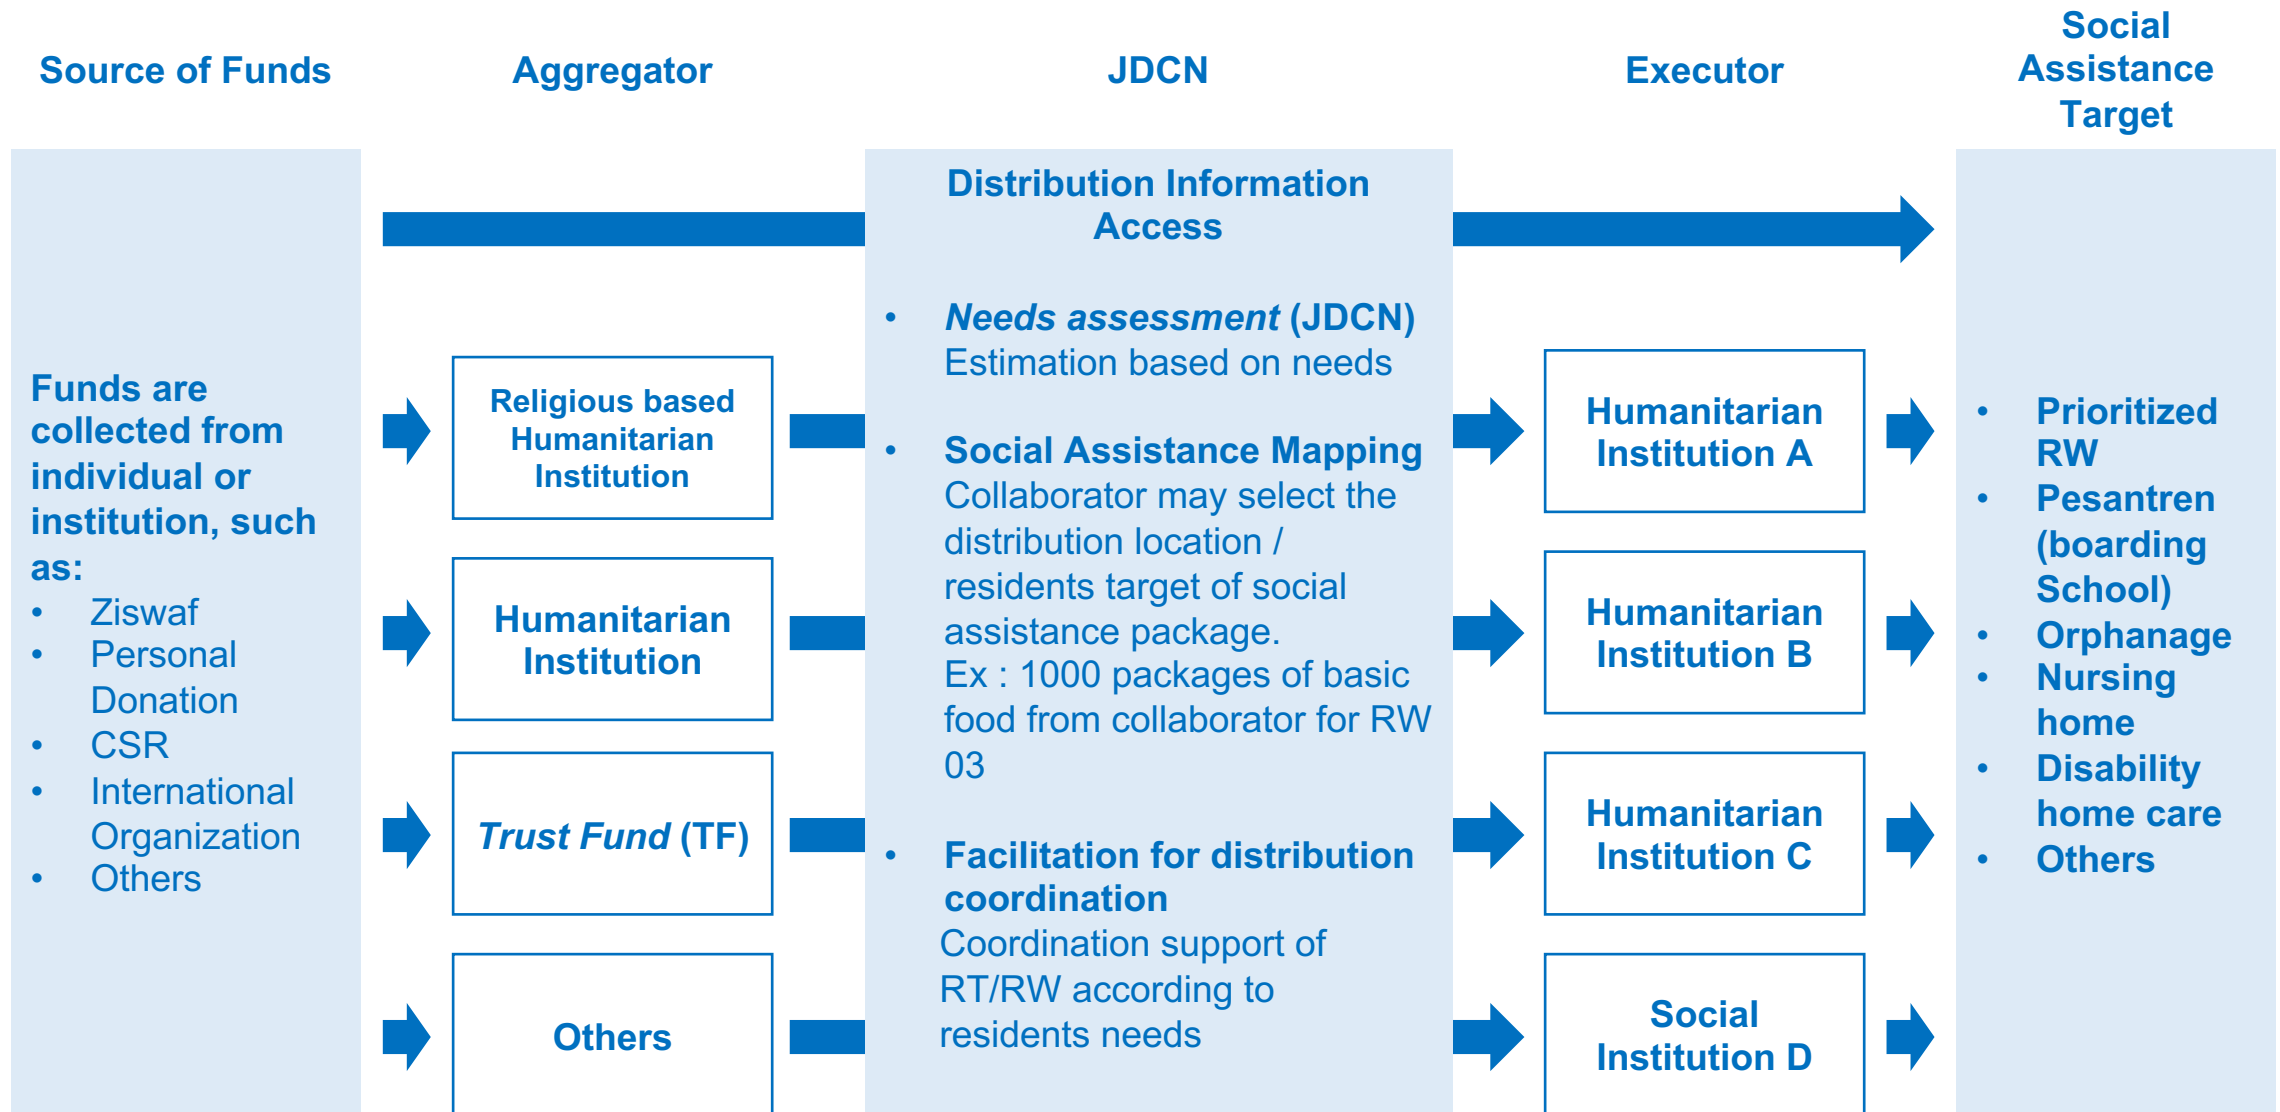 Source of Funds
Aggregator
JDCN
Executor
Social
Assistance
Target
Funds are
collected from
individual or
institution, such
as:
• Ziswaf
• Personal
Donation
• CSR
• International
Organization
• Others
Religious based
Humanitarian
Institution
Humanitarian
Institution
Trust Fund (TF)
Others
Distribution Information
Access
• Needs assessment (JDCN)
Estimation based on needs
• Social Assistance Mapping
Collaborator may select the
distribution location /
residents target of social
assistance package.
Ex : 1000 packages of basic
food from collaborator for RW
03
• Facilitation for distribution
coordination
Coordination support of
RT/RW according to
residents needs
Humanitarian
Institution A
Humanitarian
Institution B
Humanitarian
Institution C
Social
Institution D
• Prioritized
RW
• Pesantren
(boarding
School)
• Orphanage
• Nursing
home
• Disability
home care
• Others